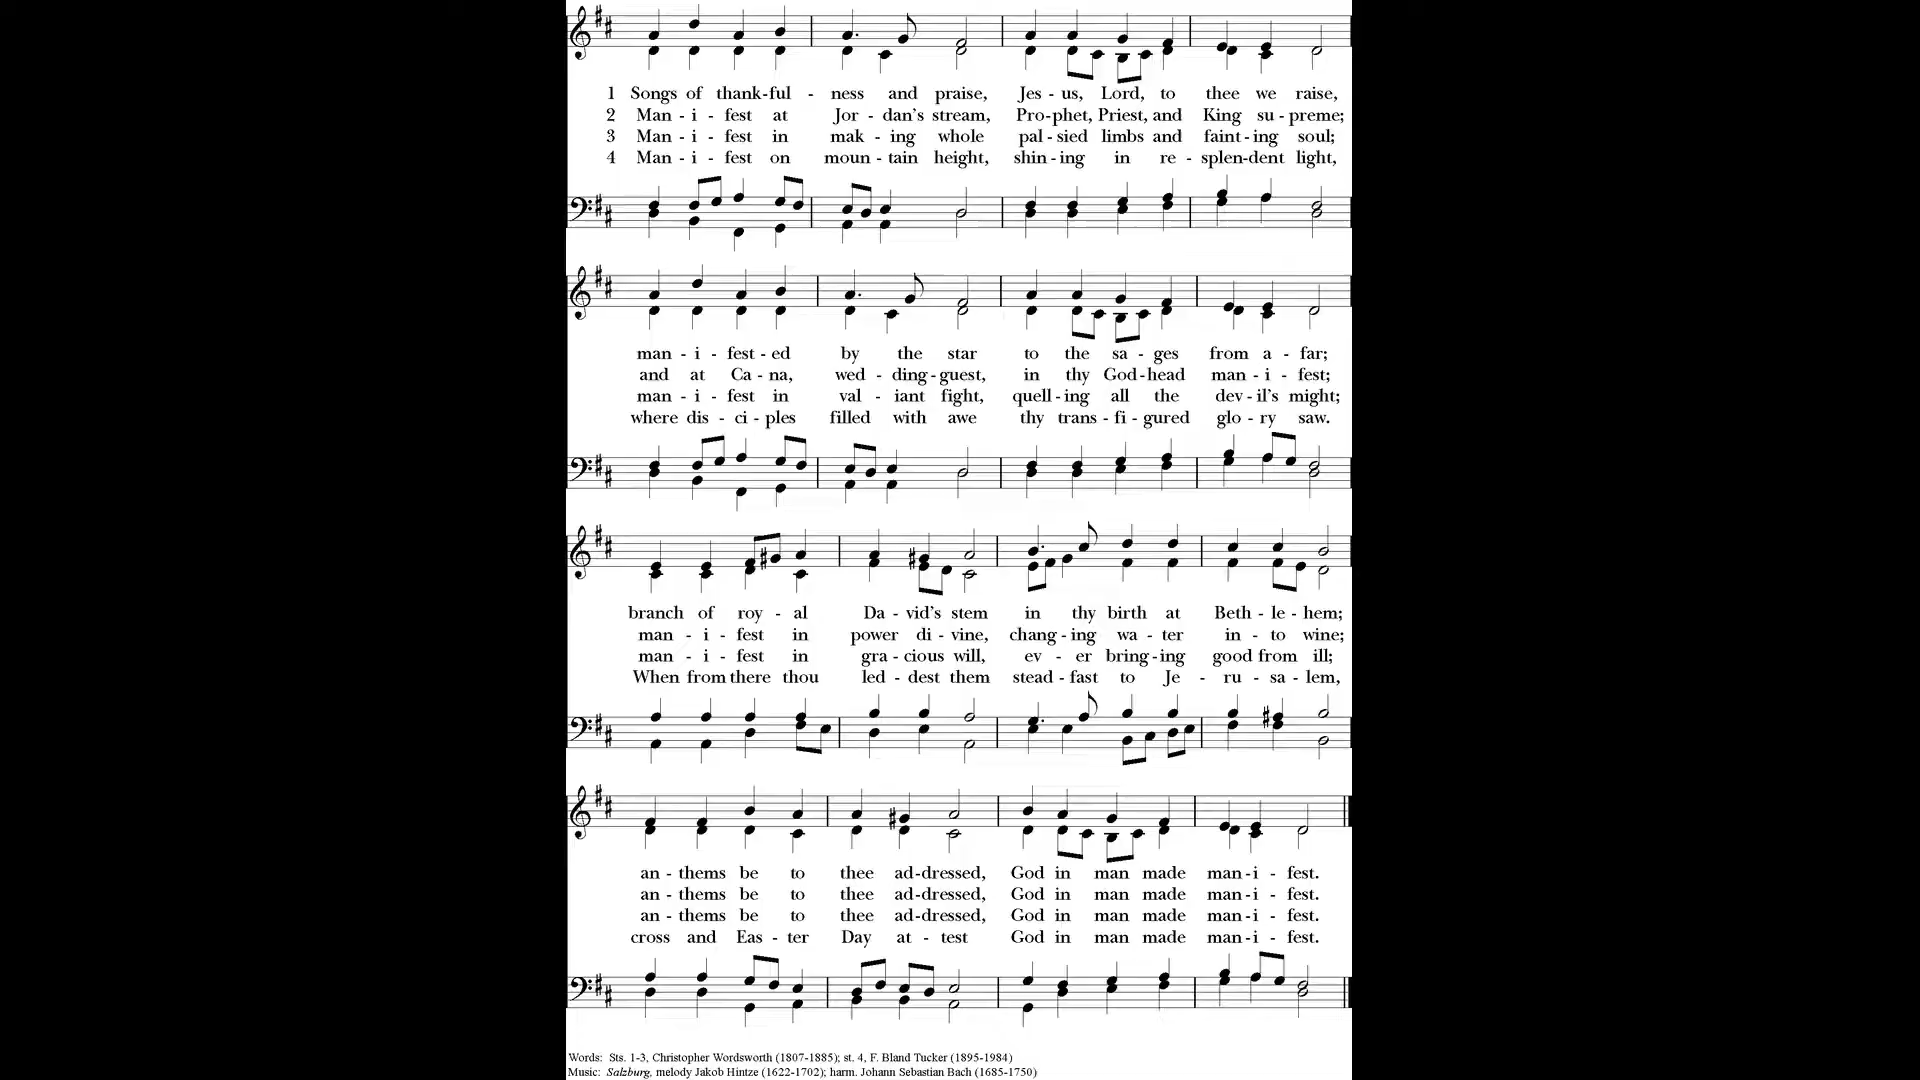 1 Songs of thank-ful - ness and praise, Jes - us, Lord, to thee we raise,
2 Man - i - fest at Jor - dan's stream, Pro-phet, Priest, and King su - preme;
3 Man - i - fest in mak - ing whole pal - sied limbs and faint - ing soul;
4 Man - i - fest on moun - tain height, shin - ing in re - splen-dent light,
man - i - fest - ed by the star to the sa - ges from a - far;
and at Ca - na, wed - ding - guest, in thy God - head man - i - fest;
man - i - fest in val - iant fight, quell - ing all the dev - il's might;
where dis - ci - ples filled with awe thy trans - fi - gured glo - ry saw.
branch of roy - al Da - vid's stem in thy birth at Beth - le - hem;
man - i - fest in power di - vine, chang - ing wa - ter in - to wine;
man - i - fest in gra - cious will, ev - er bring - ing good from ill;
When from there thou led - dest them stead - fast to Je - ru - sa - lem,
an - thems be to thee ad - dressed, God in man made man - i - fest.
an - thems be to thee ad - dressed, God in man made man - i - fest.
an - thems be to thee ad - dressed, God in man made man - i - fest.
cross and Eas - ter Day at - test God in man made man - i - fest.
Words: Sts. 1-3, Christopher Wordsworth (1807-1885); st. 4, F. Bland Tucker (1895-1984)
Music: Salzburg, melody Jakob Hintze (1622-1702); harm. Johann Sebastian Bach (1685-1750)